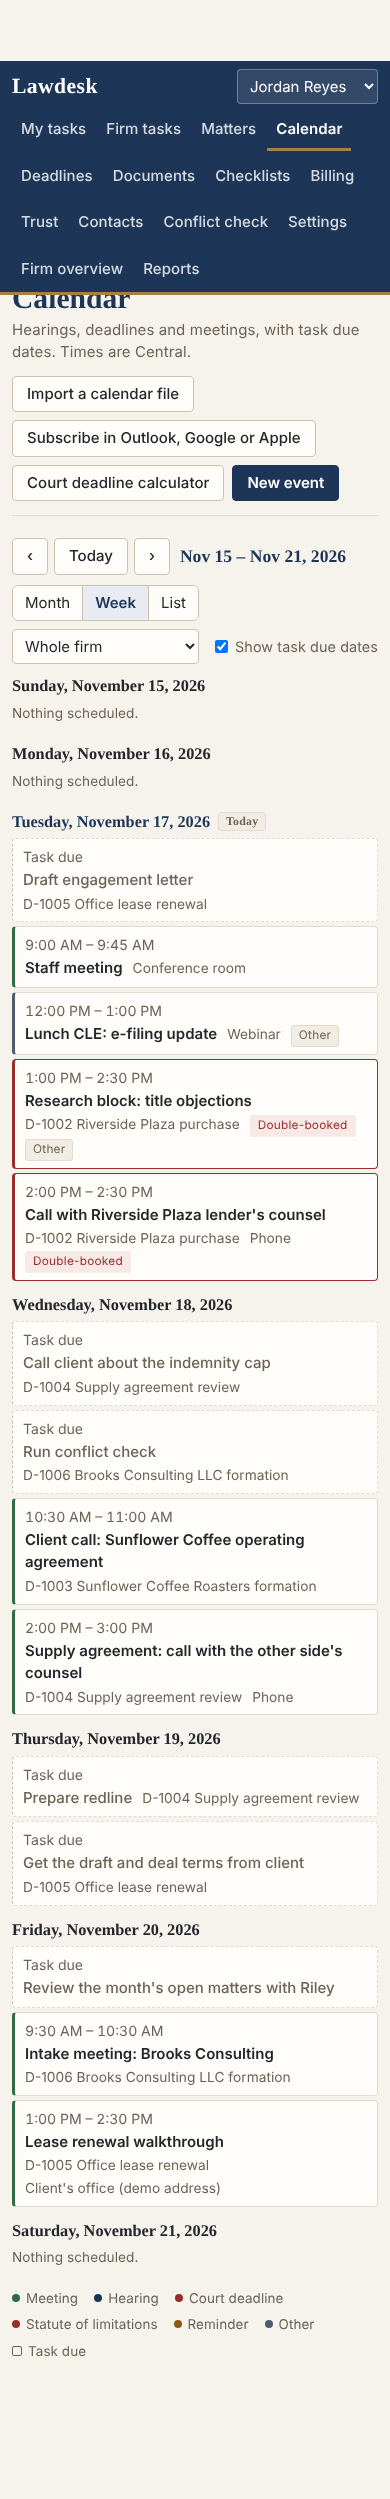 Lawdesk
Jordan Reyes
My tasks Firm tasks Matters Calendar
Deadlines Documents Checklists Billing
Trust Contacts Conflict check Settings
Firm overview Reports
Calendar
Hearings, deadlines and meetings, with task due
dates. Times are Central.
Import a calendar file
Subscribe in Outlook, Google or Apple
Court deadline calculator New event
‹ Today › Nov 15 – Nov 21, 2026
Month Week List
Whole firm Show task due dates
Sunday, November 15, 2026
Nothing scheduled.
Monday, November 16, 2026
Nothing scheduled.
Tuesday, November 17, 2026 Today
Task due
Draft engagement letter
D-1005 Office lease renewal
9:00 AM – 9:45 AM
Staff meeting Conference room
12:00 PM – 1:00 PM
Lunch CLE: e-filing update Webinar Other
1:00 PM – 2:30 PM
Research block: title objections
D-1002 Riverside Plaza purchase Double-booked
Other
2:00 PM – 2:30 PM
Call with Riverside Plaza lender's counsel
D-1002 Riverside Plaza purchase Phone
Double-booked
Wednesday, November 18, 2026
Task due
Call client about the indemnity cap
D-1004 Supply agreement review
Task due
Run conflict check
D-1006 Brooks Consulting LLC formation
10:30 AM – 11:00 AM
Client call: Sunflower Coffee operating
agreement
D-1003 Sunflower Coffee Roasters formation
2:00 PM – 3:00 PM
Supply agreement: call with the other side's
counsel
D-1004 Supply agreement review Phone
Thursday, November 19, 2026
Task due
Prepare redline D-1004 Supply agreement review
Task due
Get the draft and deal terms from client
D-1005 Office lease renewal
Friday, November 20, 2026
Task due
Review the month's open matters with Riley
9:30 AM – 10:30 AM
Intake meeting: Brooks Consulting
D-1006 Brooks Consulting LLC formation
1:00 PM – 2:30 PM
Lease renewal walkthrough
D-1005 Office lease renewal
Client's office (demo address)
Saturday, November 21, 2026
Nothing scheduled.
Meeting Hearing Court deadline
Statute of limitations Reminder Other
Task due